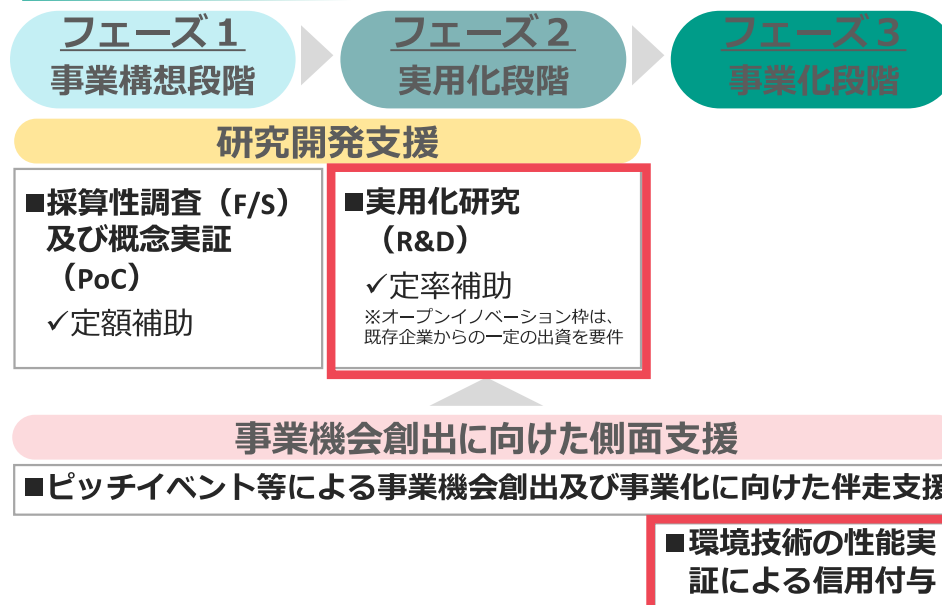 フェーズ1
事業構想段階
フェーズ2
実用化段階
フェーズ3
事業化段階
研究開発支援
■採算性調査（F/S）
及び概念実証
（PoC）
✓定額補助
■実用化研究
（R&D）
✓定率補助
※オープンイノベーション枠は、
既存企業からの一定の出資を要件
事業機会創出に向けた側面支援
■ピッチイベント等による事業機会創出及び事業化に向けた伴走支援
■環境技術の性能実
証による信用付与